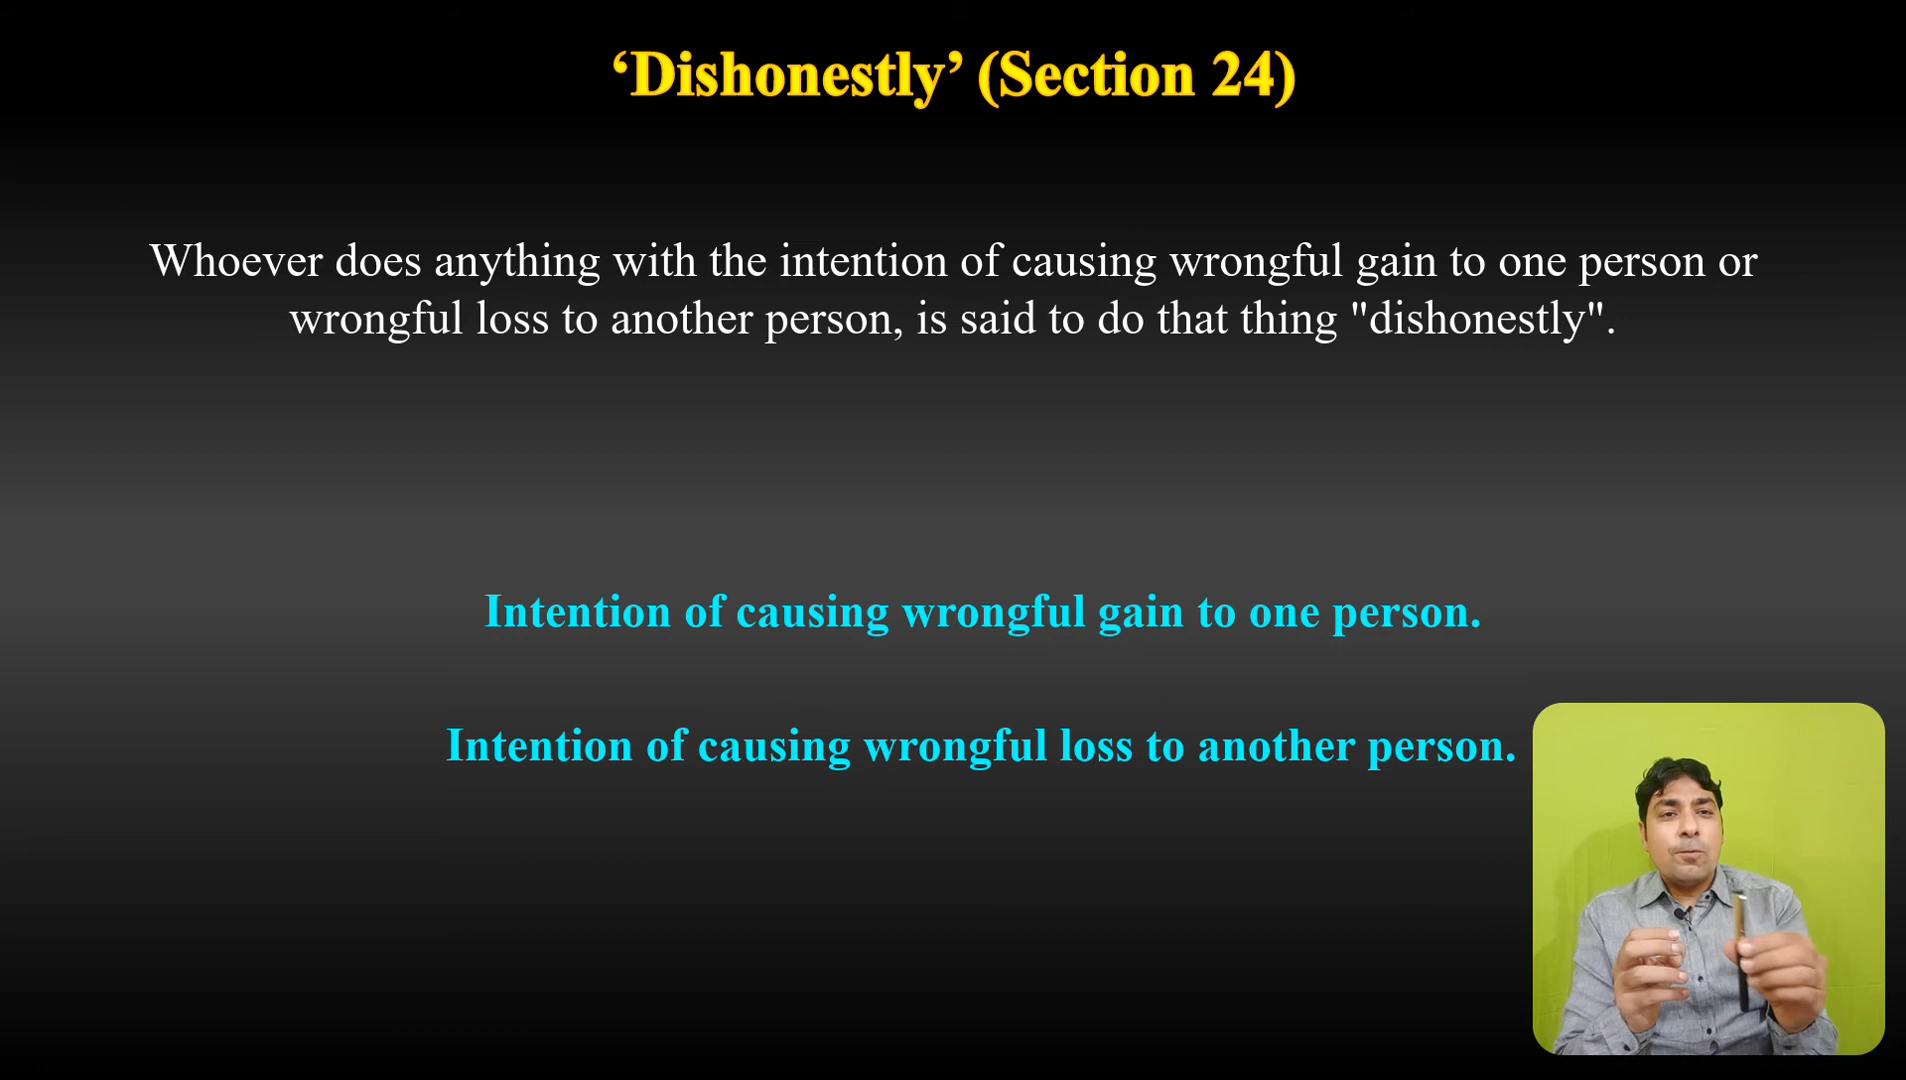 ‘Dishonestly’ (Section 24)
Whoever does anything with the intention of causing wrongful gain to one person or
wrongful loss to another person, is said to do that thing "dishonestly".
Intention of causing wrongful gain to one person.
Intention of causing wrongful loss to another person.